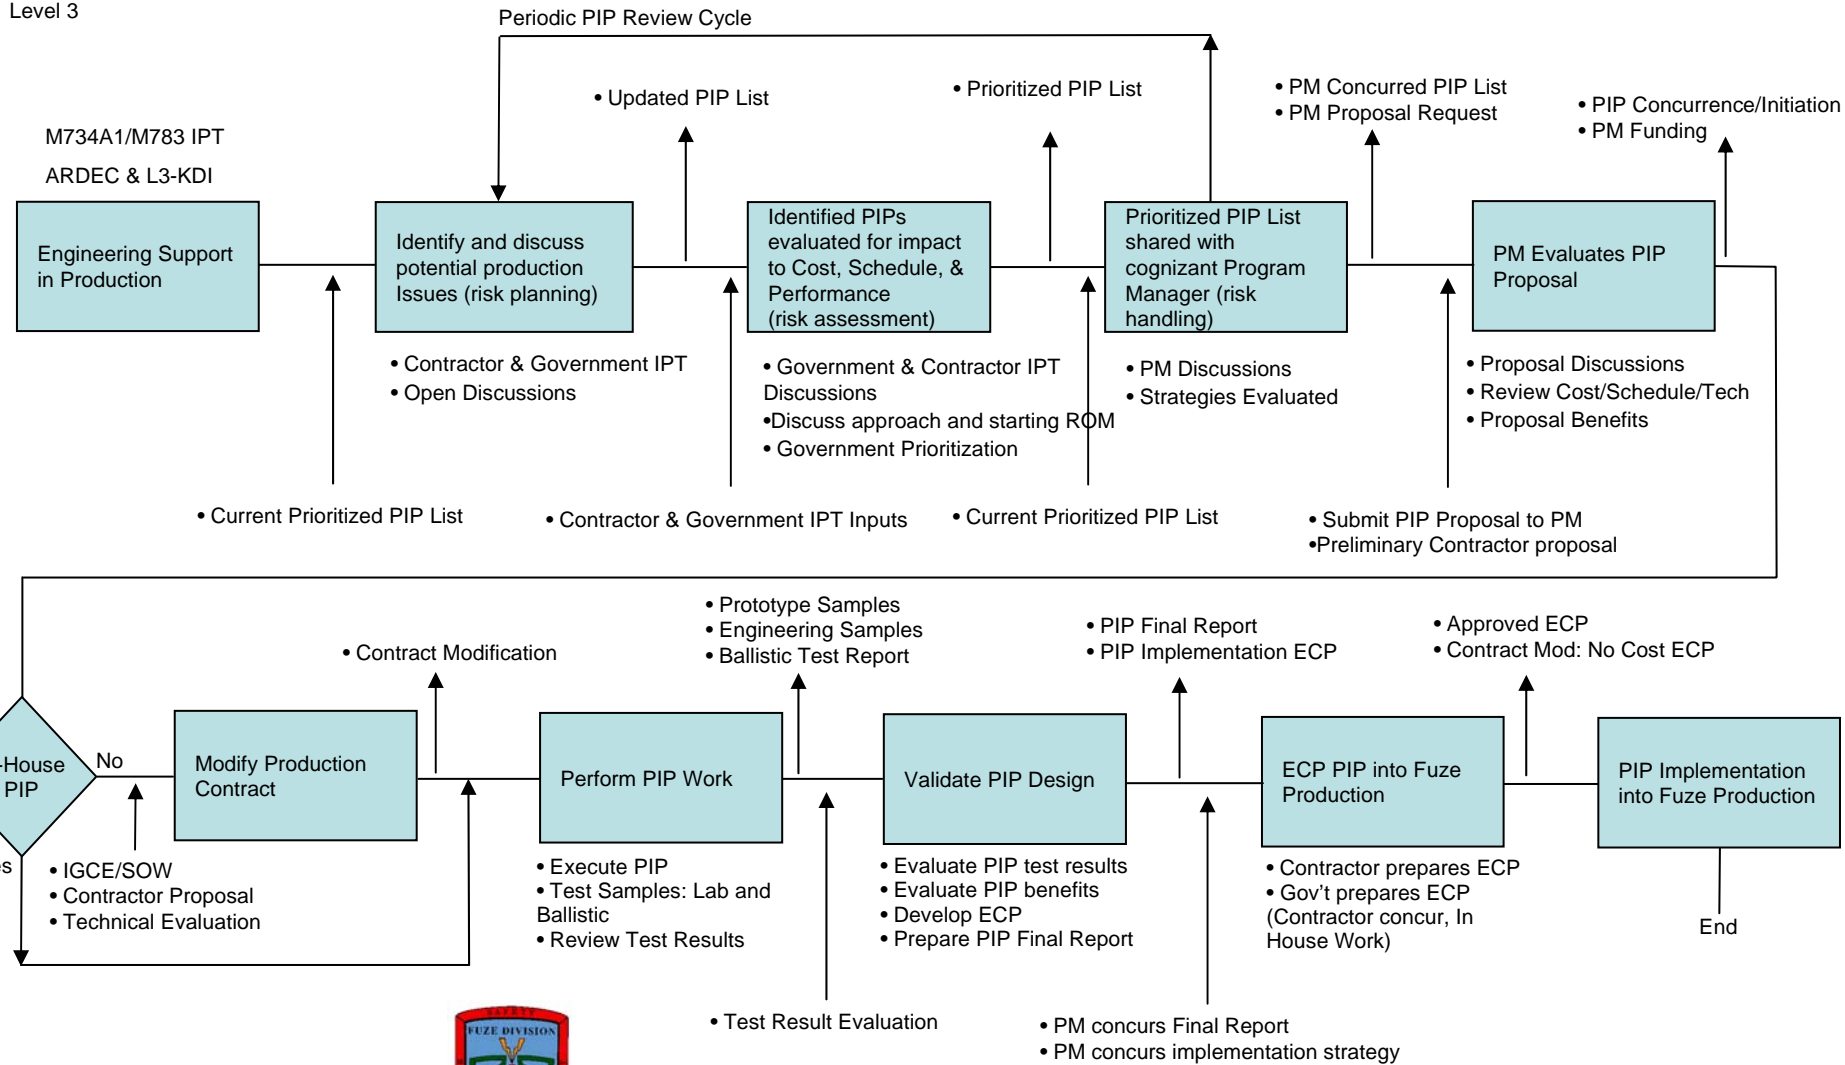 Level 3
Periodic PIP Review Cycle
• Updated PIP List
• Prioritized PIP List
• PM Concurred PIP List
• PM Proposal Request
• PIP Concurrence/Initiation
• PM Funding
M734A1/M783 IPT
ARDEC & L3-KDI
Engineering Support
in Production
Identify and discuss
potential production
Issues (risk planning)
Identified PIPs
evaluated for impact
to Cost, Schedule, &
Performance
(risk assessment)
Prioritized PIP List
shared with
cognizant Program
Manager (risk
handling)
PM Evaluates PIP
Proposal
• Contractor & Government IPT
• Open Discussions
• Government & Contractor IPT
Discussions
•Discuss approach and starting ROM
• Government Prioritization
• PM Discussions
• Strategies Evaluated
• Proposal Discussions
• Review Cost/Schedule/Tech
• Proposal Benefits
• Current Prioritized PIP List
• Contractor & Government IPT Inputs
• Current Prioritized PIP List
• Submit PIP Proposal to PM
•Preliminary Contractor proposal
• Contract Modification
• Prototype Samples
• Engineering Samples
• Ballistic Test Report
• PIP Final Report
• PIP Implementation ECP
• Approved ECP
• Contract Mod: No Cost ECP
-House
PIP
No
es
Modify Production
Contract
Perform PIP Work
Validate PIP Design
ECP PIP into Fuze
Production
PIP Implementation
into Fuze Production
• IGCE/SOW
• Contractor Proposal
• Technical Evaluation
• Execute PIP
• Test Samples: Lab and
Ballistic
• Review Test Results
• Evaluate PIP test results
• Evaluate PIP benefits
• Develop ECP
• Prepare PIP Final Report
• Contractor prepares ECP
• Gov't prepares ECP
(Contractor concur, In
House Work)
End
• Test Result Evaluation
• PM concurs Final Report
• PM concurs implementation strategy
SAFETY
FUZE DIVISION